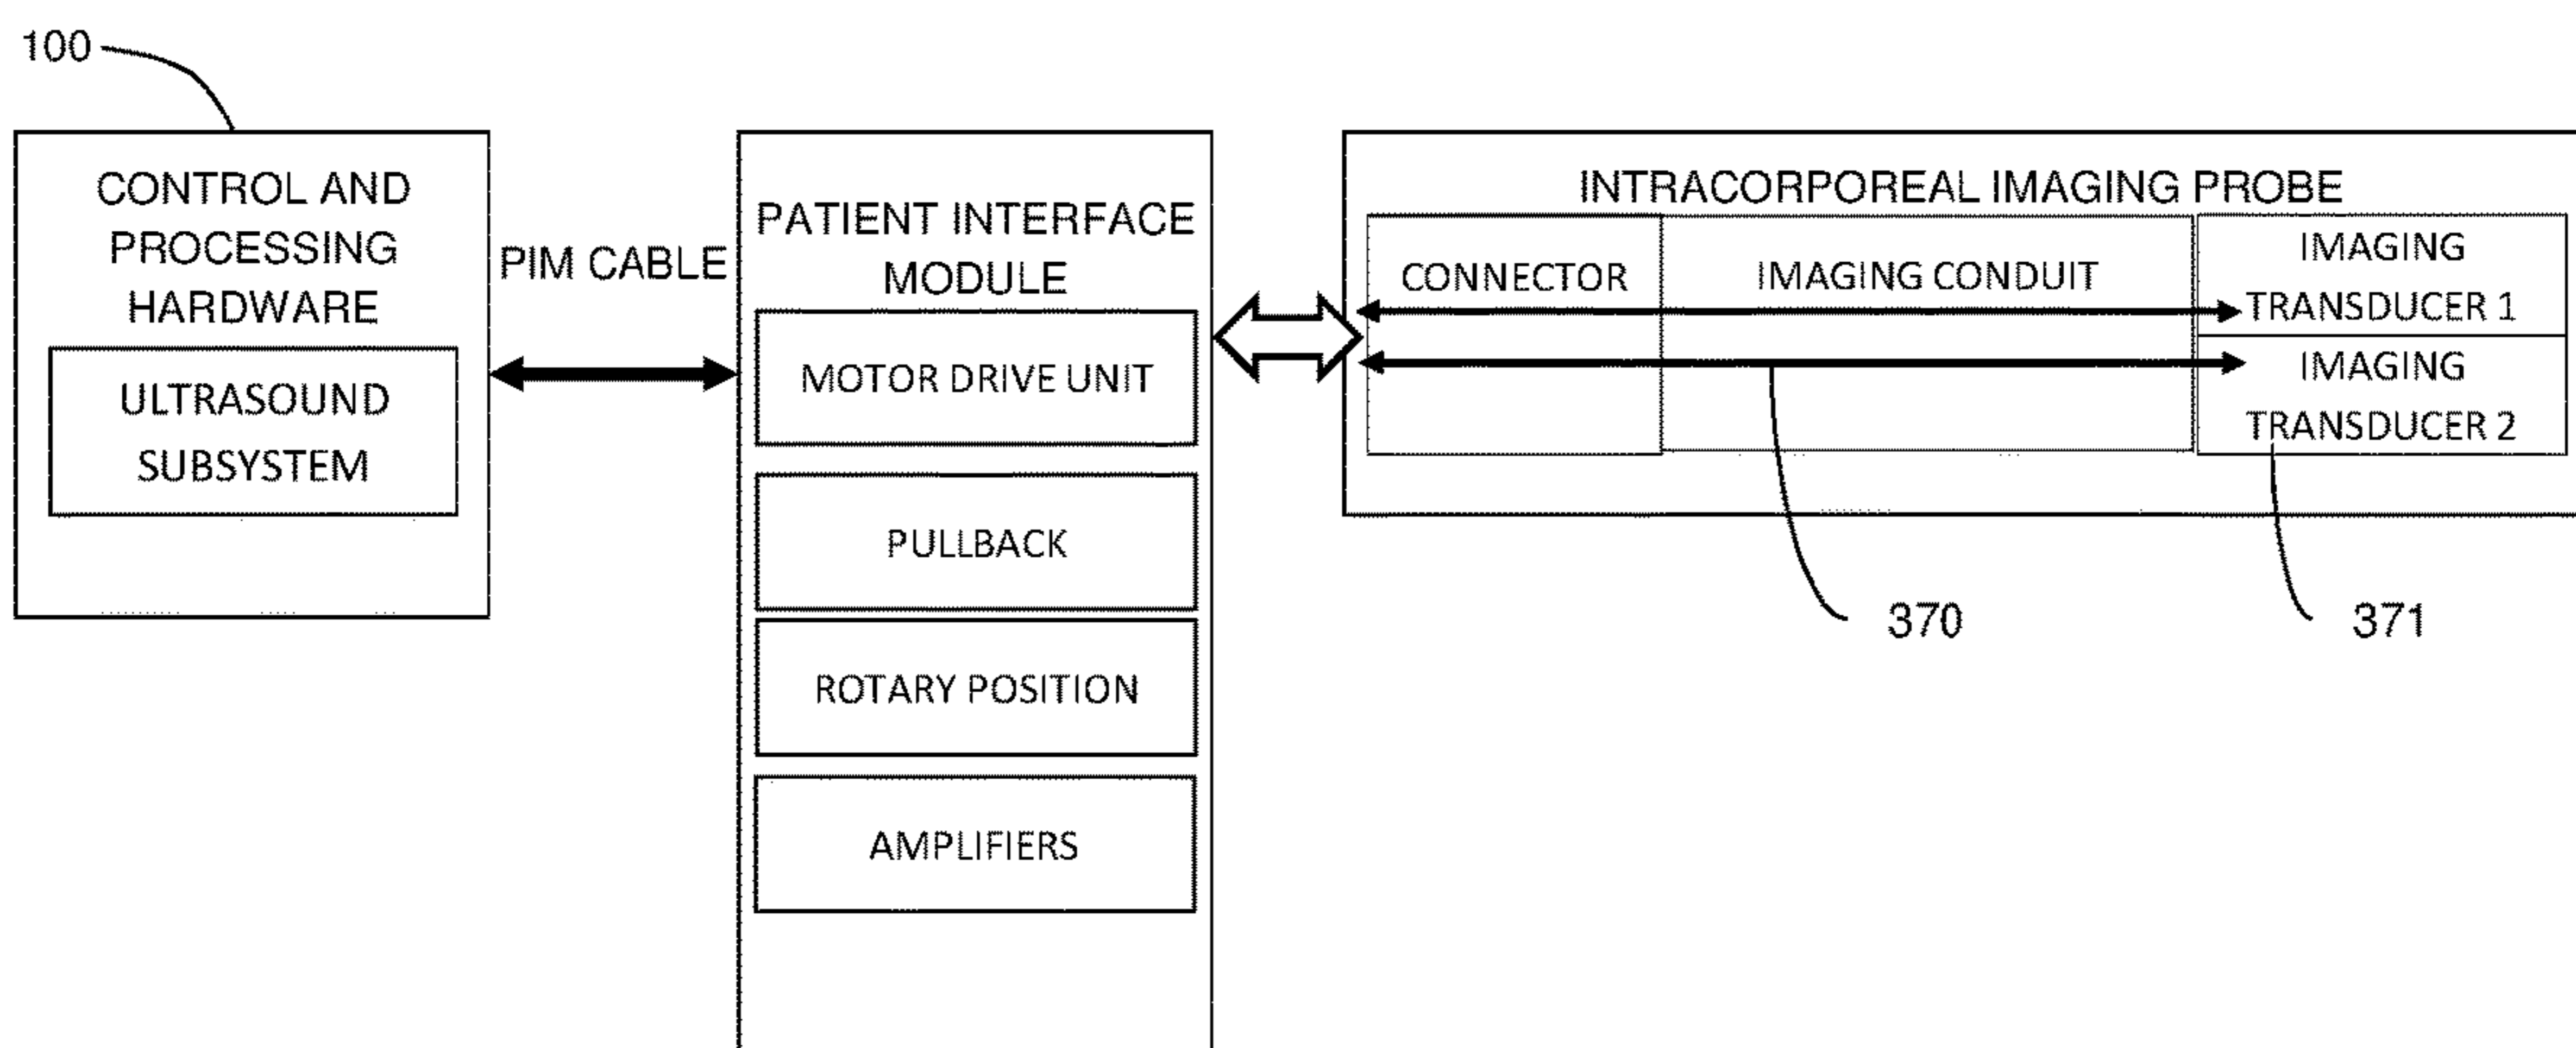 100
CONTROL AND
PROCESSING
HARDWARE
ULTRASOUND
SUBSYSTEM
PIM CABLE
PATIENT INTERFACE
MODULE
MOTOR DRIVE UNIT
PULLBACK
ROTARY POSITION
AMPLIFIERS
INTRACORPOREAL IMAGING PROBE
CONNECTOR
IMAGING CONDUIT
IMAGING
TRANSDUCER 1
IMAGING
TRANSDUCER 2
370
371